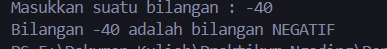 Masukkan suatu bilangan : -40
Bilangan -40 adalah bilangan NEGATIF